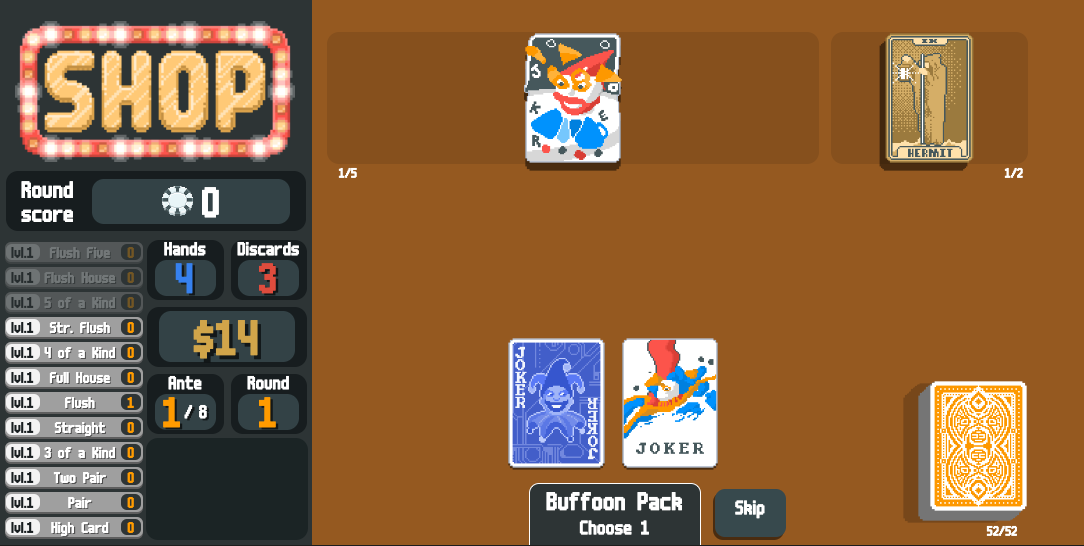 SHOP
Round
score
0
lvl.1 Flush Five 0
lvl.1 Flush House 0
lvl.1 5 of a Kind 0
lvl.1 Str. Flush 0
lvl.1 4 of a Kind 0
lvl.1 Full House 0
lvl.1 Flush 1
lvl.1 Straight 0
lvl.1 3 of a Kind 0
lvl.1 Two Pair 0
lvl.1 Pair 0
lvl.1 High Card 0
Hands
4
Discards
3
$14
Ante
1 / 8
Round
1
J
O
K
E
R
1/5
IX
HERMIT
1/2
JOKER
JOKER
JOKER
Buffoon Pack
Choose 1
Skip
52/52